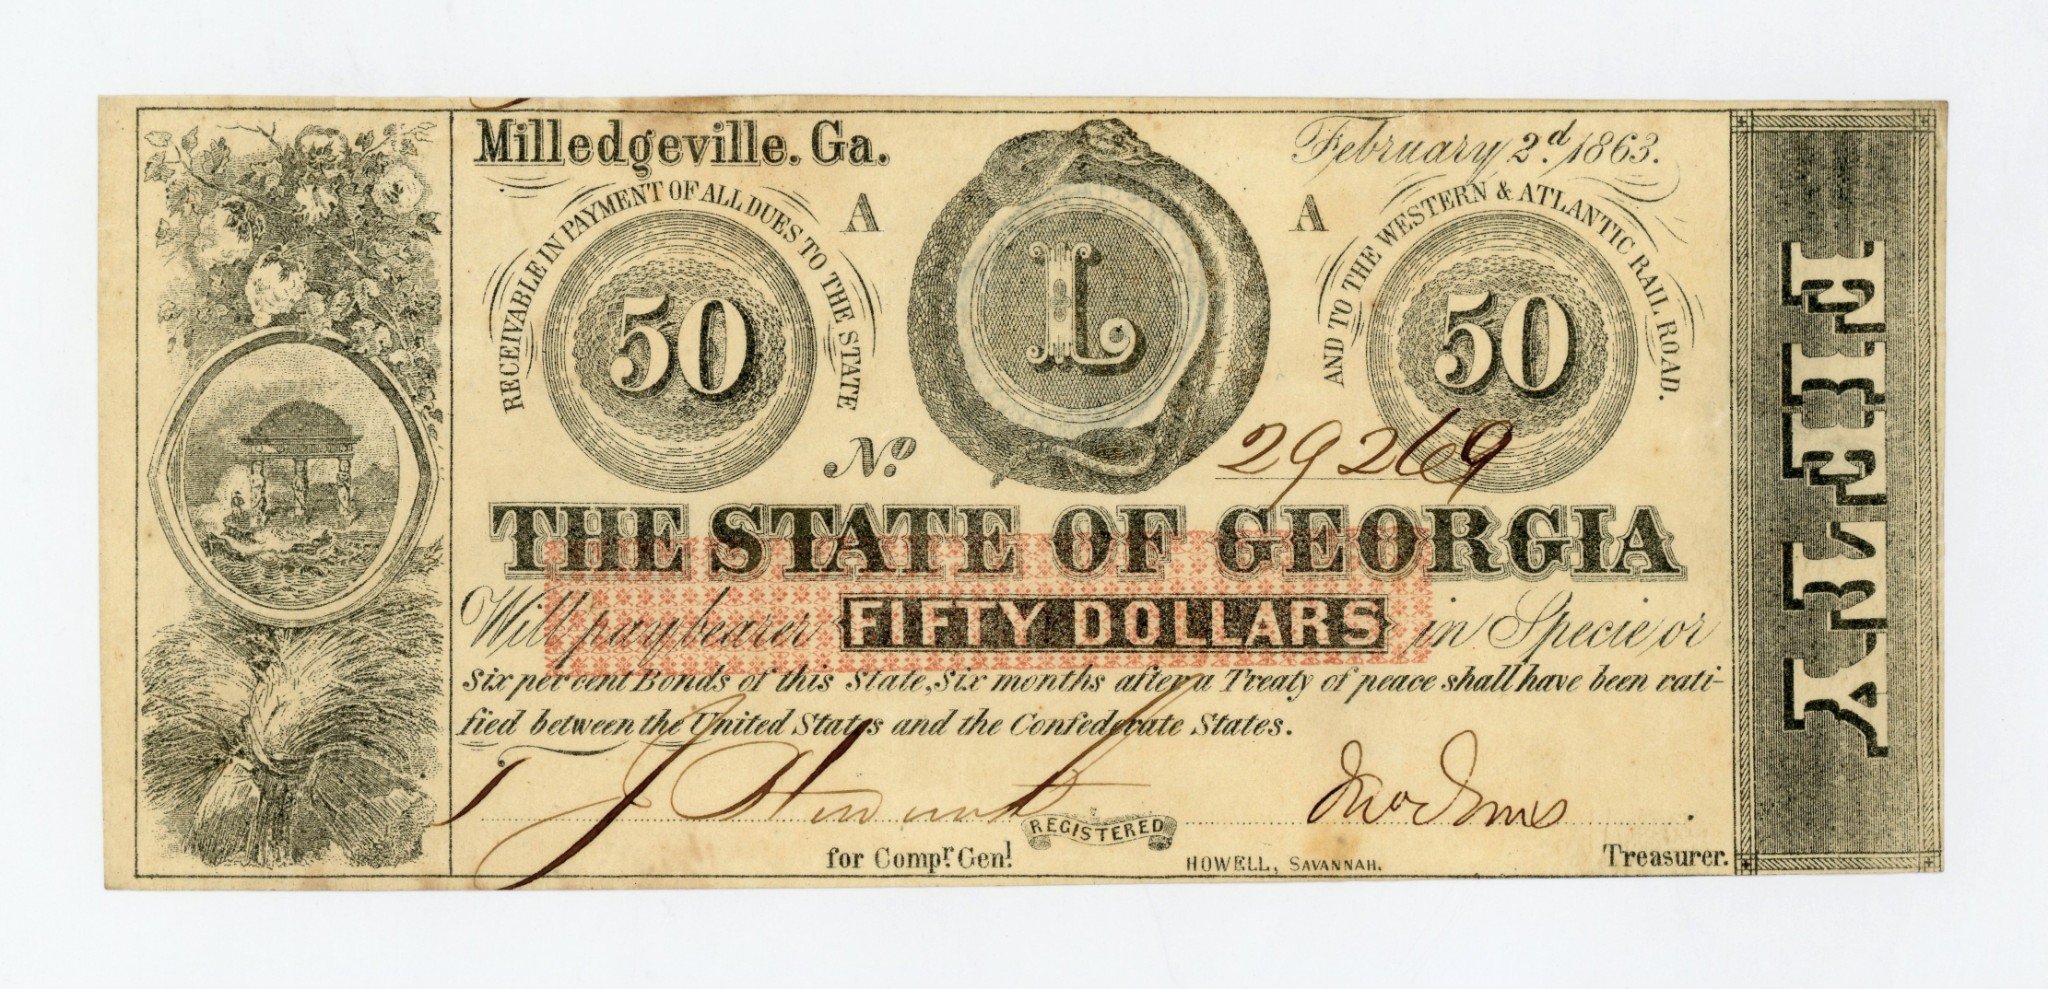 Milledgeville. Ga.
February 2d. 1863.
RECEIVABLE IN PAYMENT OF ALL DUES TO THE STATE
AND TO THE WESTERN & ATLANTIC RAIL ROAD.
A
A
50
L
50
No.
29269
THE STATE OF GEORGIA
Will pay bearer FIFTY DOLLARS in Specie or
Six per cent Bonds of this State, Six months after a Treaty of peace shall have been rati-
fied between the United States and the Confederate States.
Jno Jones
REGISTERED
for Compr. Genl.
HOWELL, SAVANNAH.
Treasurer.
FIFTY